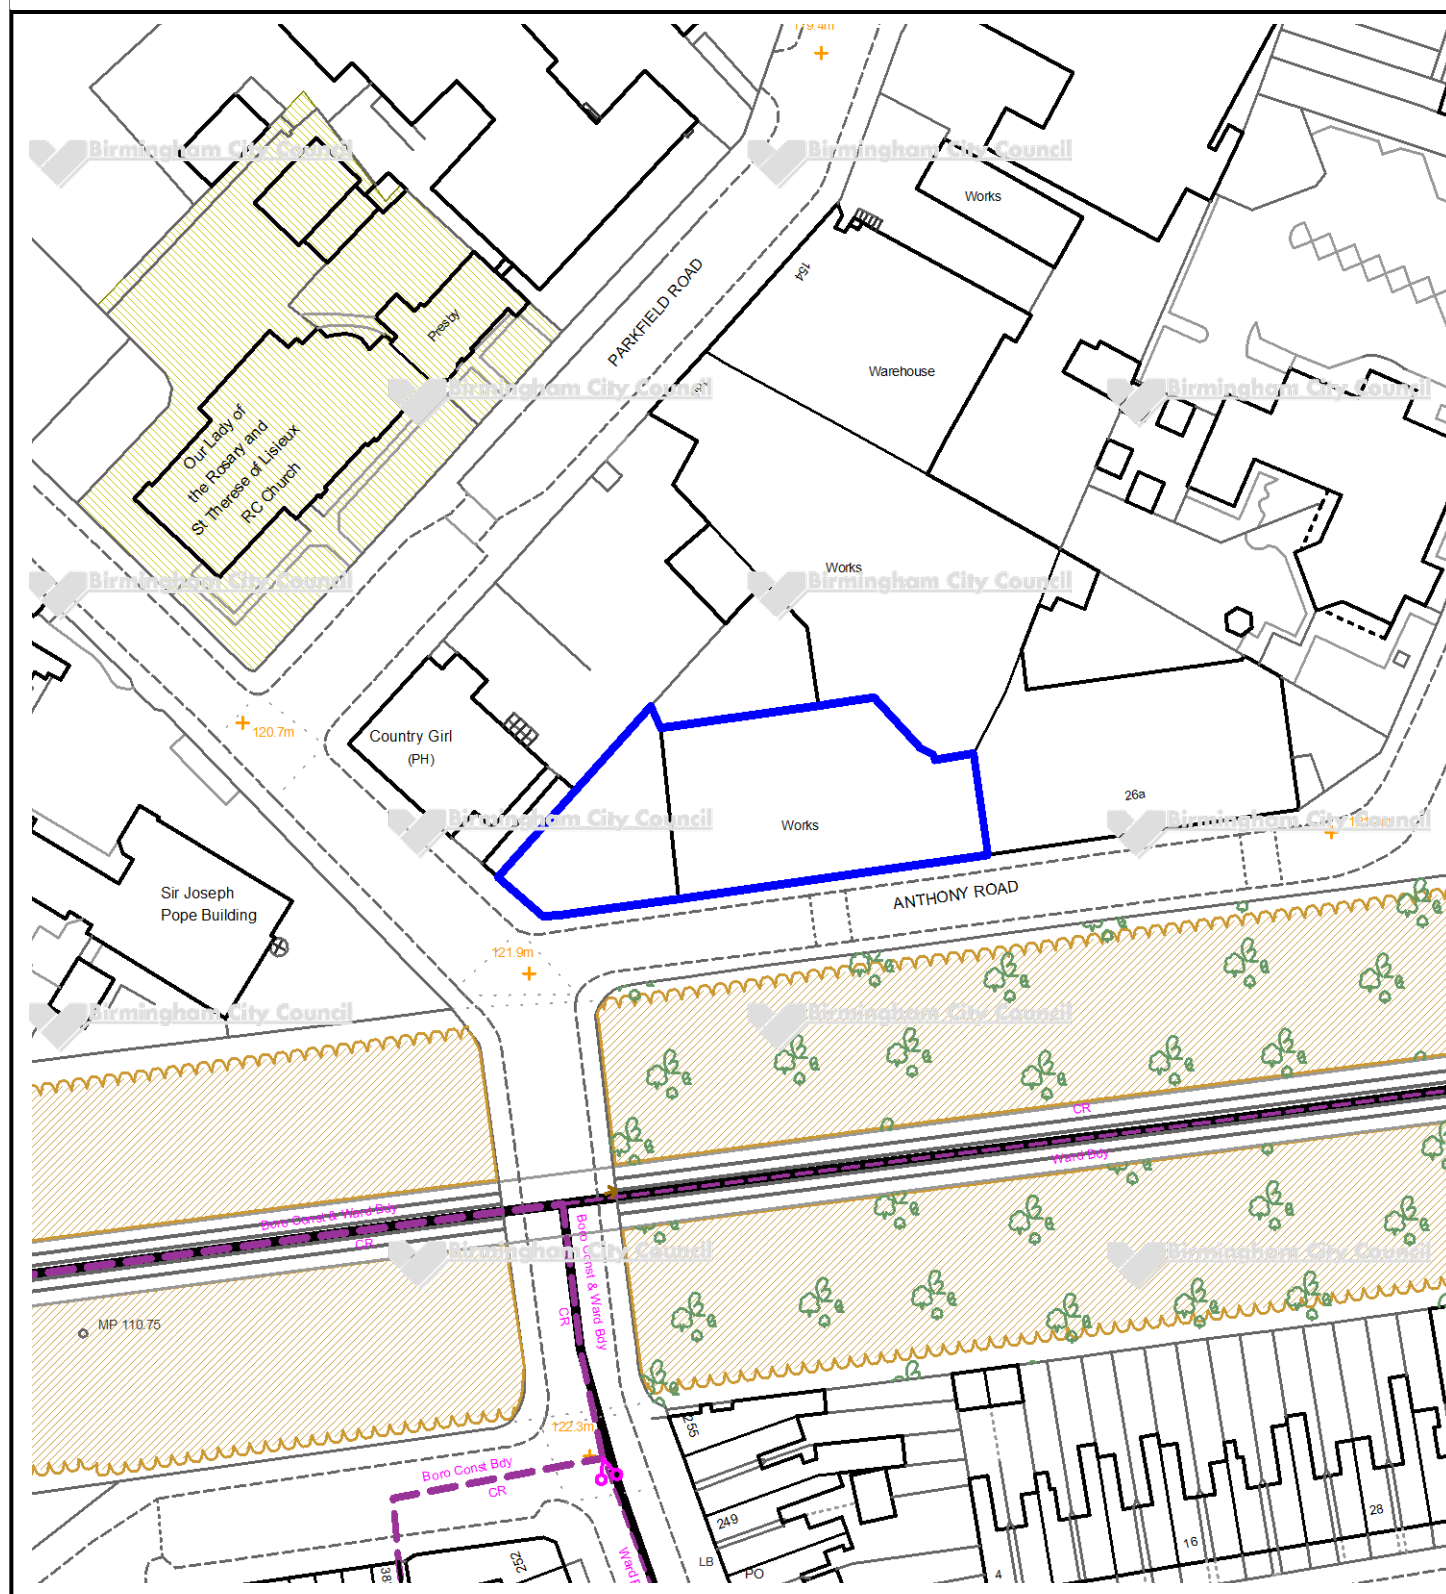 119.4m
Birmingham City Council
Birmingham City Council
Works
154
PARKFIELD ROAD
Presby
Warehouse
Birmingham City Council
Birmingham City Council
Our Lady of
the Rosary and
St Therese of Lisieux
RC Church
Works
Birmingham City Council
Birmingham City Council
120.7m
Country Girl
(PH)
26a
Works
Birmingham City Council
Birmingham City Council
Sir Joseph
Pope Building
ANTHONY ROAD
121.9m
Birmingham City Council
Birmingham City Council
CR
Ward Bdy
Boro Const & Ward Bdy
CR
Boro Const & Ward Bdy
CR
Birmingham City Council
Birmingham City Council
MP 110.75
255
122.3m
Boro Const Bdy
CR
249
28
16
252
LB
PO
4